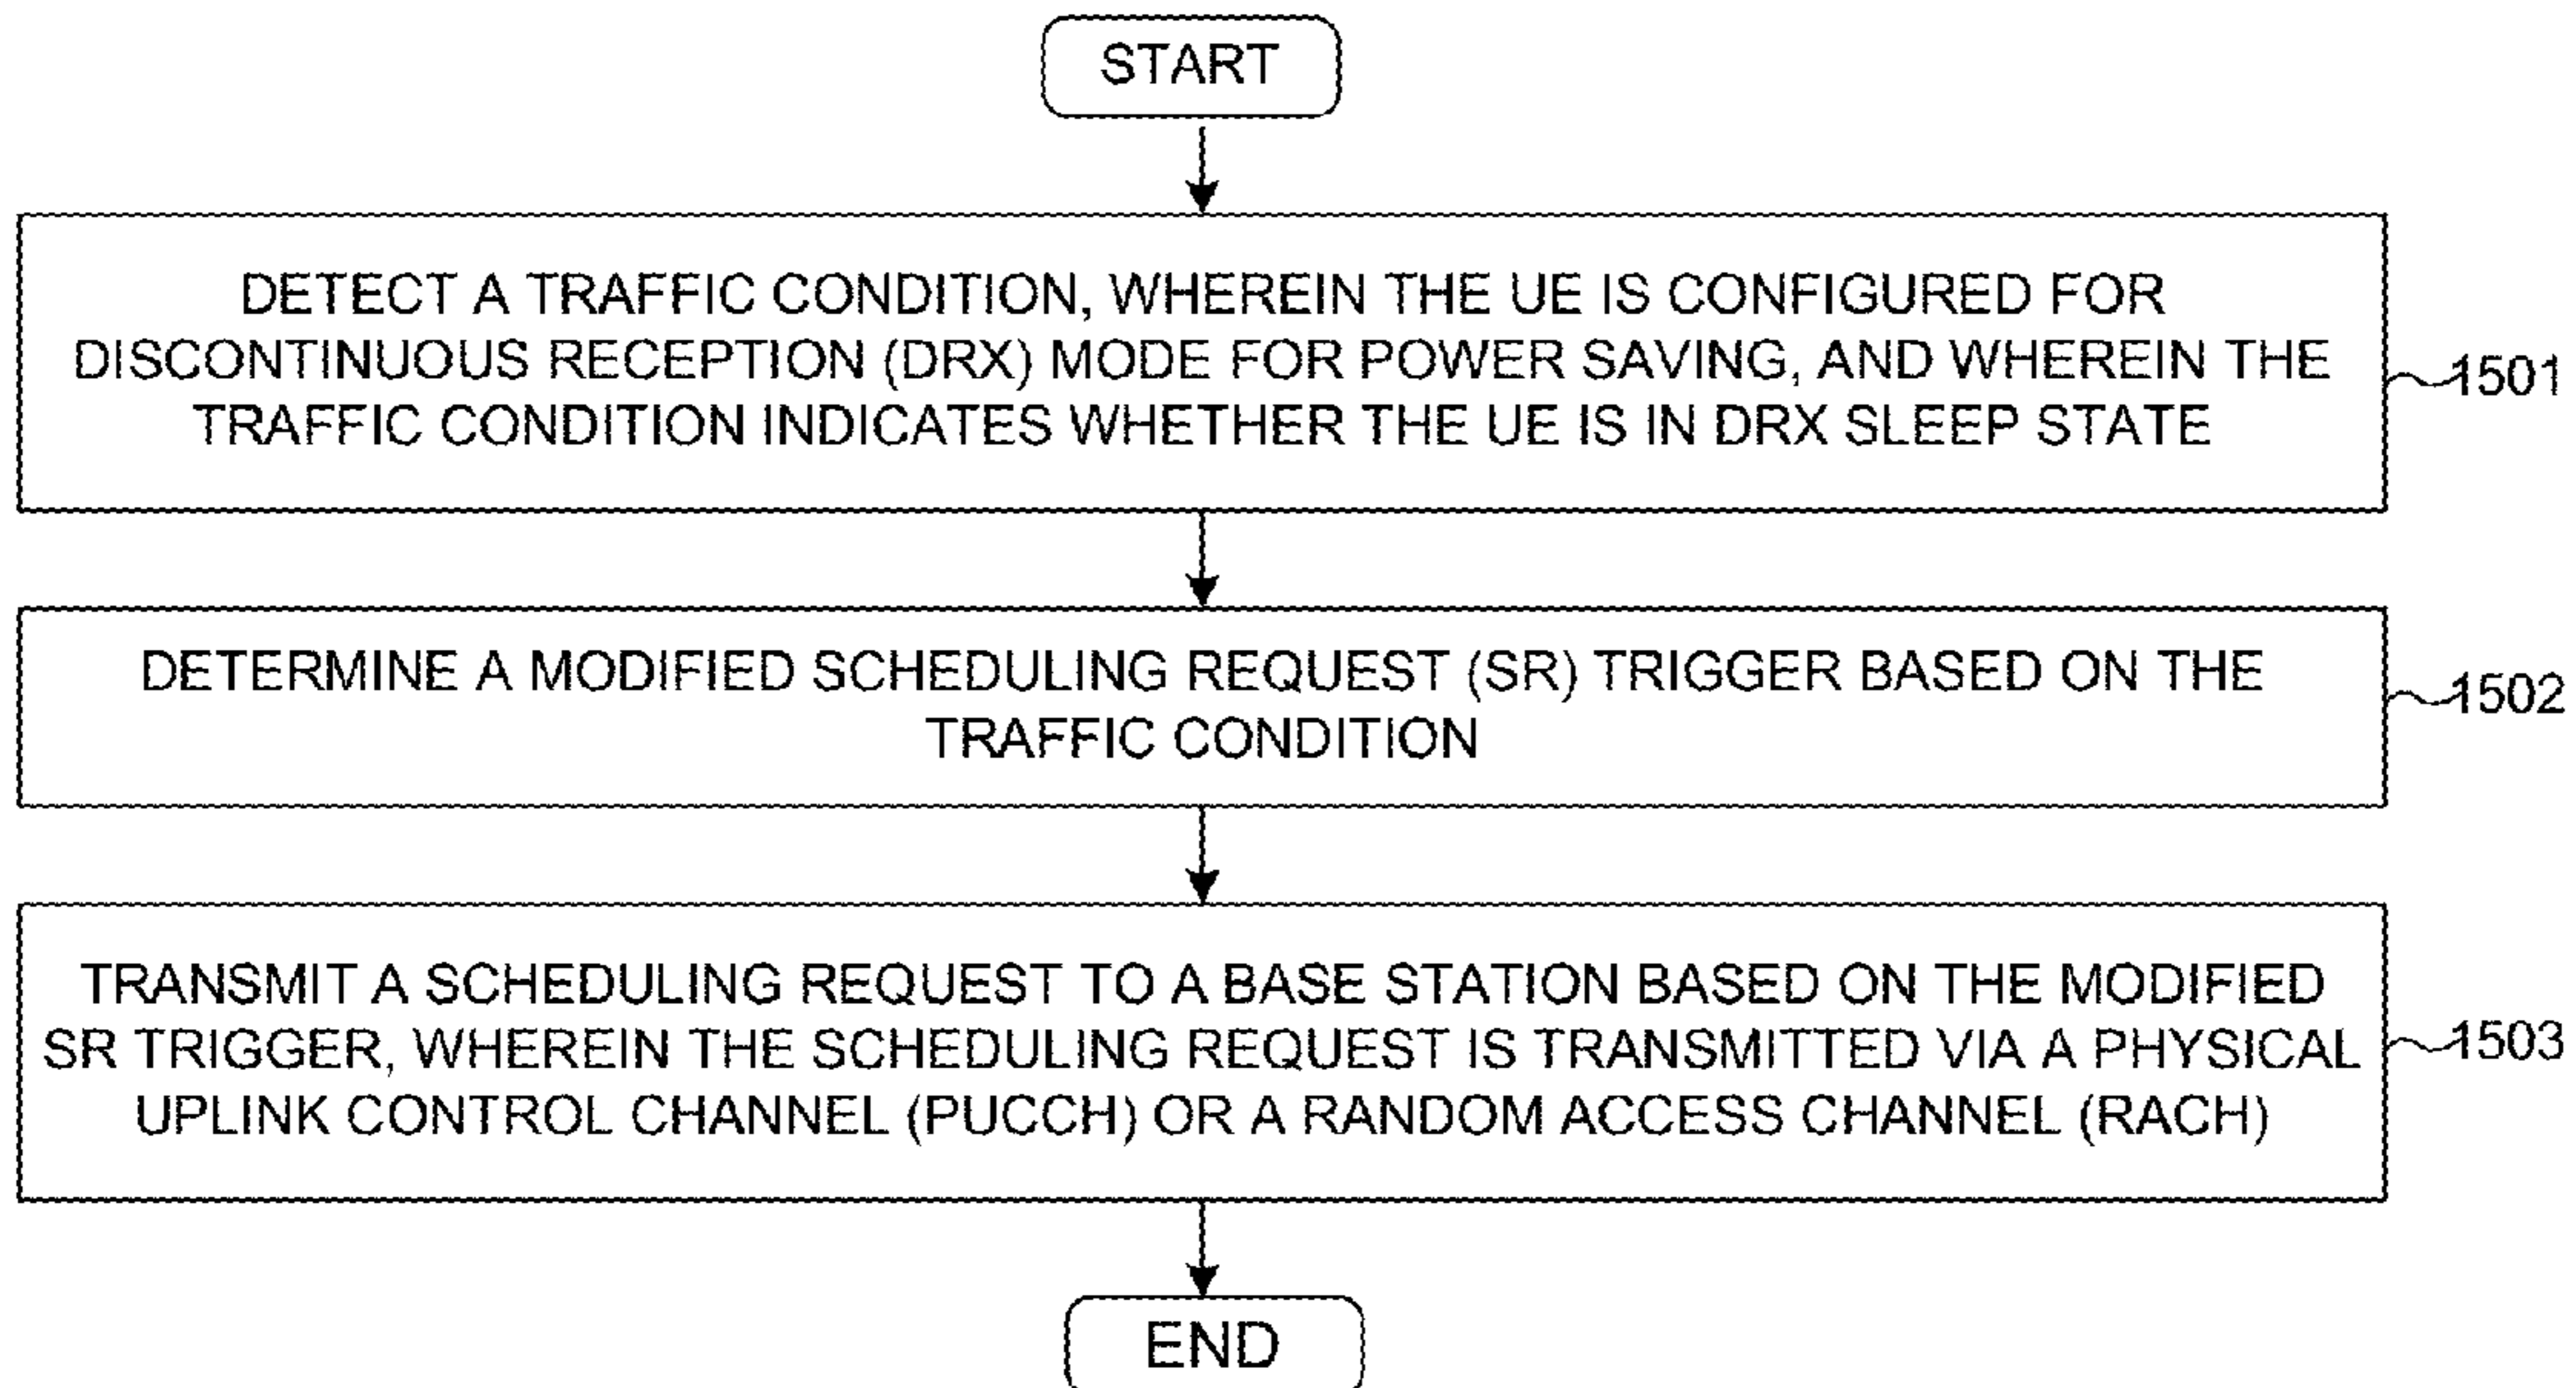 START
DETECT A TRAFFIC CONDITION, WHEREIN THE UE IS CONFIGURED FOR
DISCONTINUOUS RECEPTION (DRX) MODE FOR POWER SAVING, AND WHEREIN THE
TRAFFIC CONDITION INDICATES WHETHER THE UE IS IN DRX SLEEP STATE
1501
DETERMINE A MODIFIED SCHEDULING REQUEST (SR) TRIGGER BASED ON THE
TRAFFIC CONDITION
1502
TRANSMIT A SCHEDULING REQUEST TO A BASE STATION BASED ON THE MODIFIED
SR TRIGGER, WHEREIN THE SCHEDULING REQUEST IS TRANSMITTED VIA A PHYSICAL
UPLINK CONTROL CHANNEL (PUCCH) OR A RANDOM ACCESS CHANNEL (RACH)
1503
END